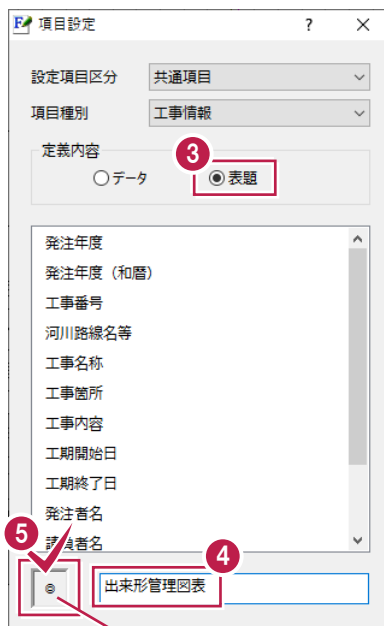 項目設定 ? ×
設定項目区分 共通項目
項目種別 工事情報
定義内容
3
データ 表題
発注年度
発注年度（和暦）
工事番号
河川路線名等
工事名称
工事箇所
工事内容
工期開始日
工期終了日
発注者名
5
請負者名
4
◎ 出来形管理図表